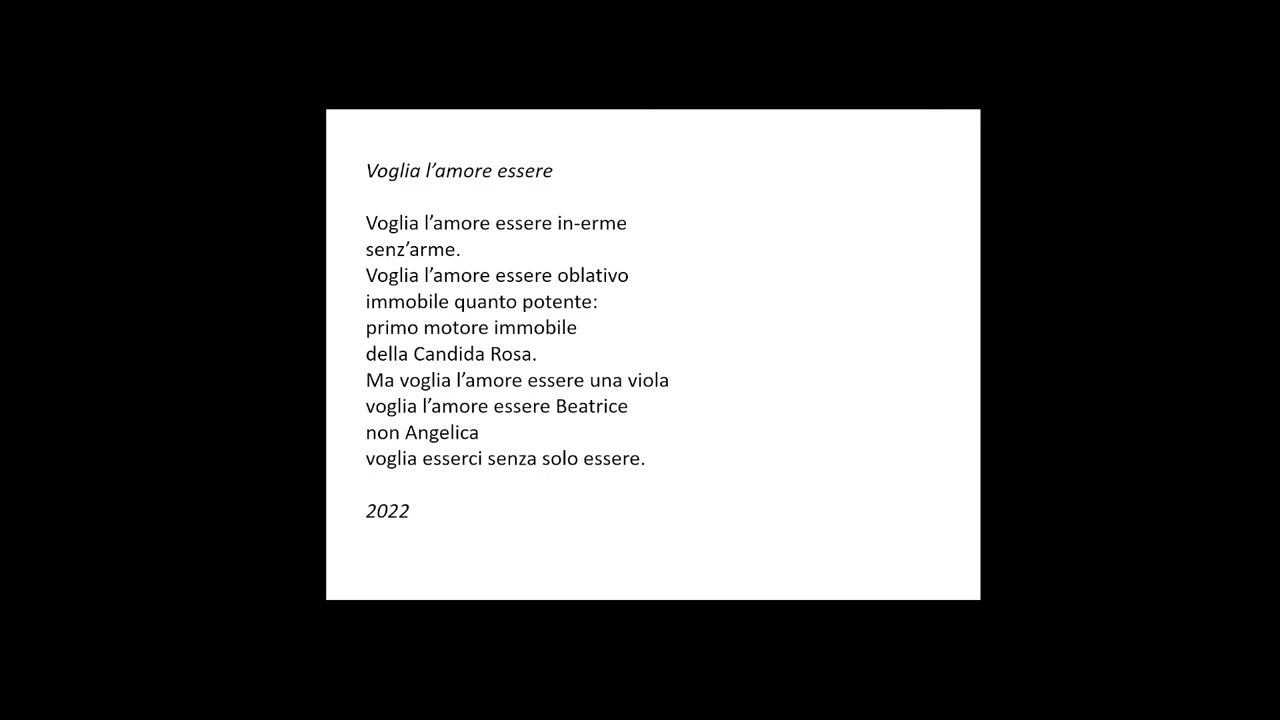 Voglia l’amore essere
Voglia l’amore essere in-erme
senz’arme.
Voglia l’amore essere oblativo
immobile quanto potente:
primo motore immobile
della Candida Rosa.
Ma voglia l’amore essere una viola
voglia l’amore essere Beatrice
non Angelica
voglia esserci senza solo essere.
2022